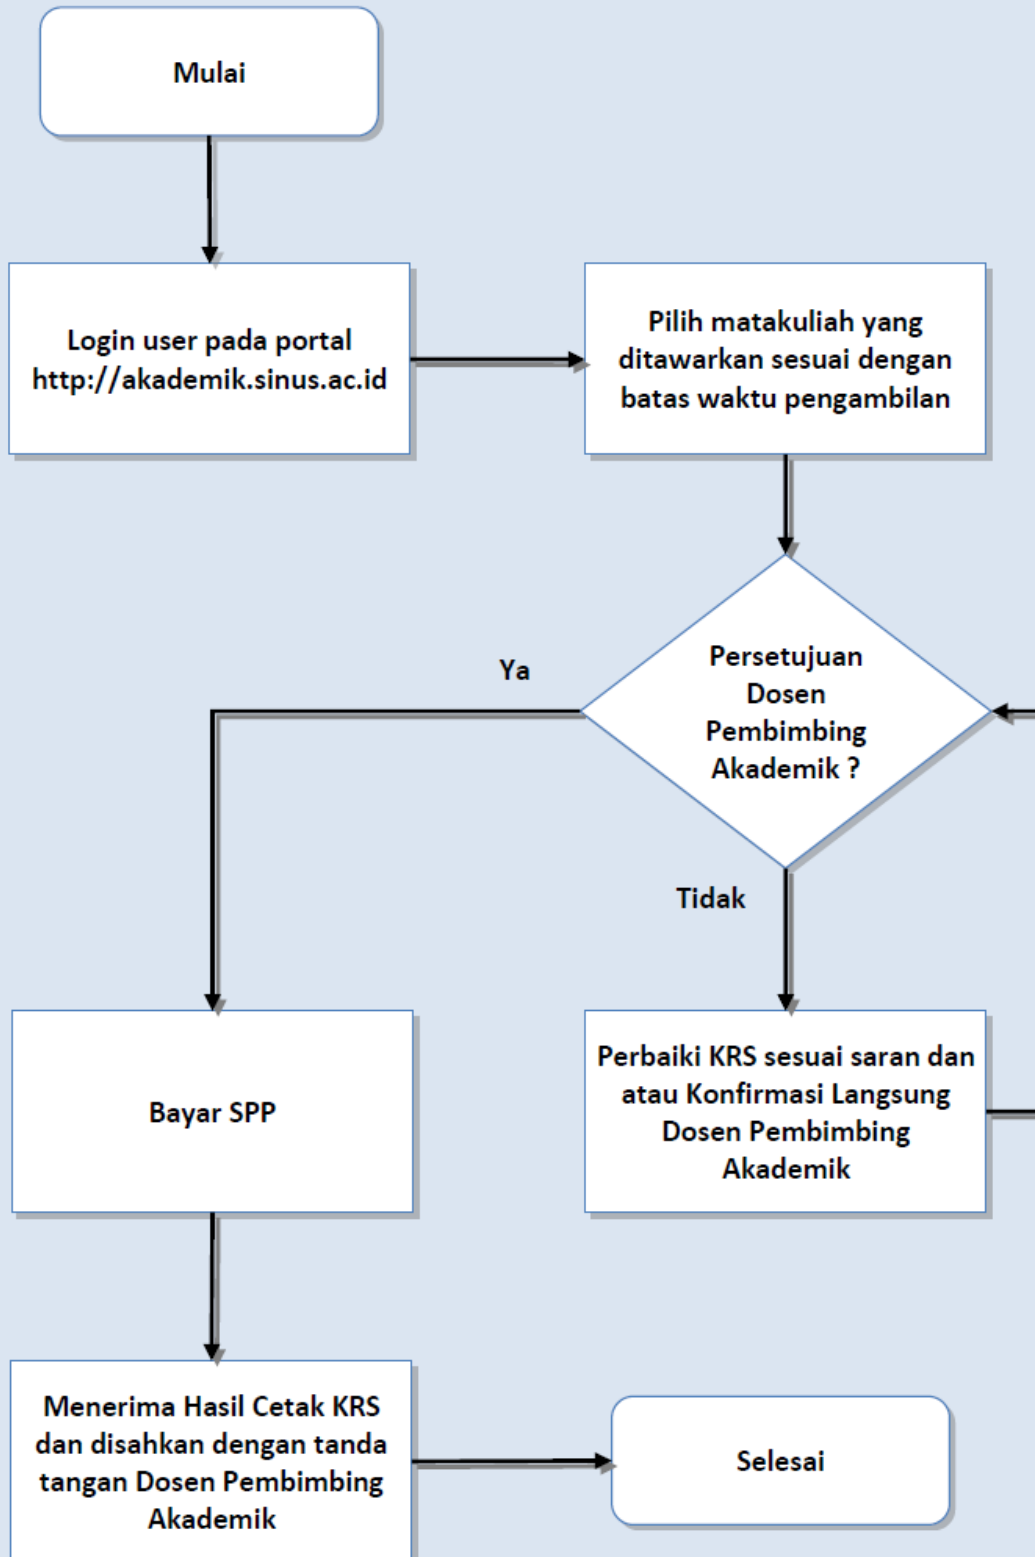 Mulai
Login user pada portal
http://akademik.sinus.ac.id
Pilih matakuliah yang
ditawarkan sesuai dengan
batas waktu pengambilan
Persetujuan
Dosen
Pembimbing
Akademik ?
Ya
Tidak
Bayar SPP
Perbaiki KRS sesuai saran dan
atau Konfirmasi Langsung
Dosen Pembimbing
Akademik
Menerima Hasil Cetak KRS
dan disahkan dengan tanda
tangan Dosen Pembimbing
Akademik
Selesai